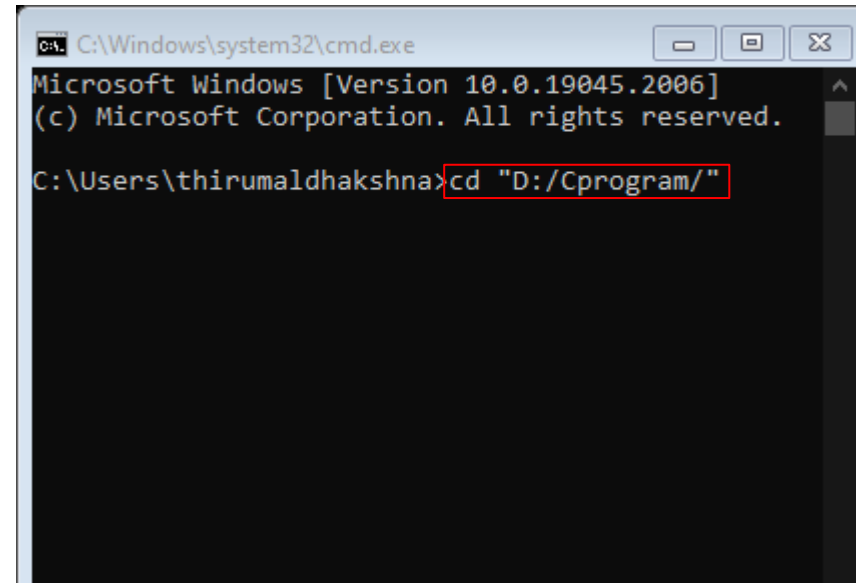 C:\Windows\system32\cmd.exe
Microsoft Windows [Version 10.0.19045.2006]
(c) Microsoft Corporation. All rights reserved.
C:\Users\thirumaldhakshna>cd "D:/Cprogram/"